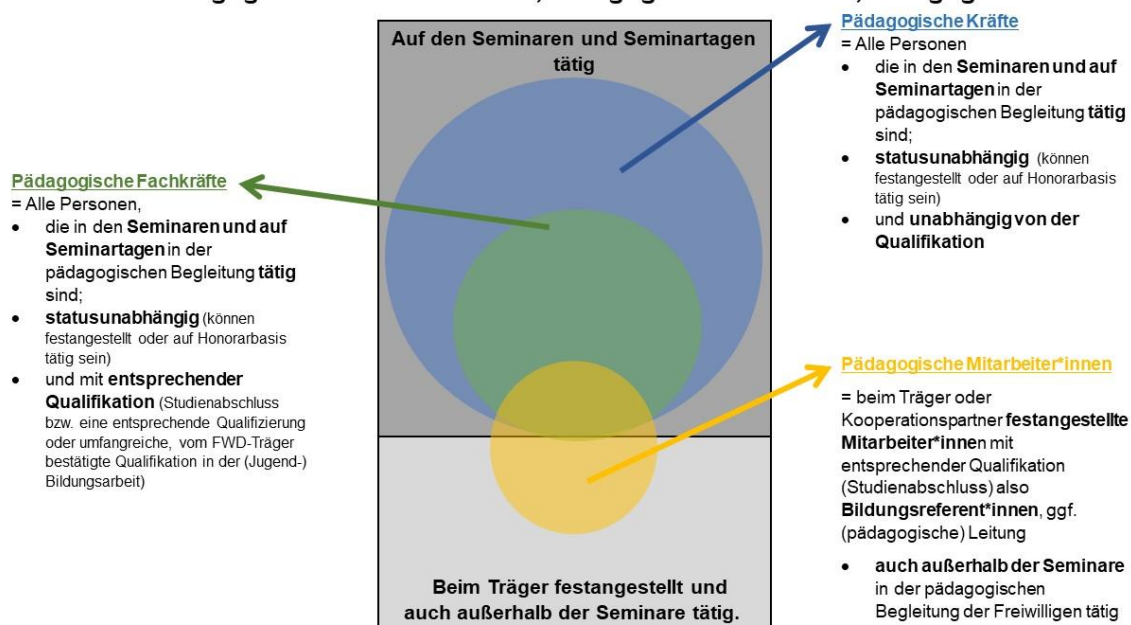 Auf den Seminaren und Seminartagen
tätig
Pädagogische Kräfte
= Alle Personen
• die in den Seminaren und auf
Seminartagen in der
pädagogischen Begleitung tätig
sind;
• statusunabhängig (können
festangestellt oder auf Honorarbasis
tätig sein)
• und unabhängig von der
Qualifikation
Pädagogische Fachkräfte
= Alle Personen,
• die in den Seminaren und auf
Seminartagen in der
pädagogischen Begleitung tätig
sind;
• statusunabhängig (können
festangestellt oder auf Honorarbasis
tätig sein)
• und mit entsprechender
Qualifikation (Studienabschluss
bzw. eine entsprechende Qualifizierung
oder umfangreiche, vom FWD-Träger
bestätigte Qualifikation in der (Jugend-)
Bildungsarbeit)
Pädagogische Mitarbeiter*innen
= beim Träger oder
Kooperationspartner festangestellte
Mitarbeiter*innen mit
entsprechender Qualifikation
(Studienabschluss) also
Bildungsreferent*innen, ggf.
(pädagogische) Leitung
• auch außerhalb der Seminare
in der pädagogischen
Begleitung der Freiwilligen tätig
Beim Träger festangestellt und
auch außerhalb der Seminare tätig.